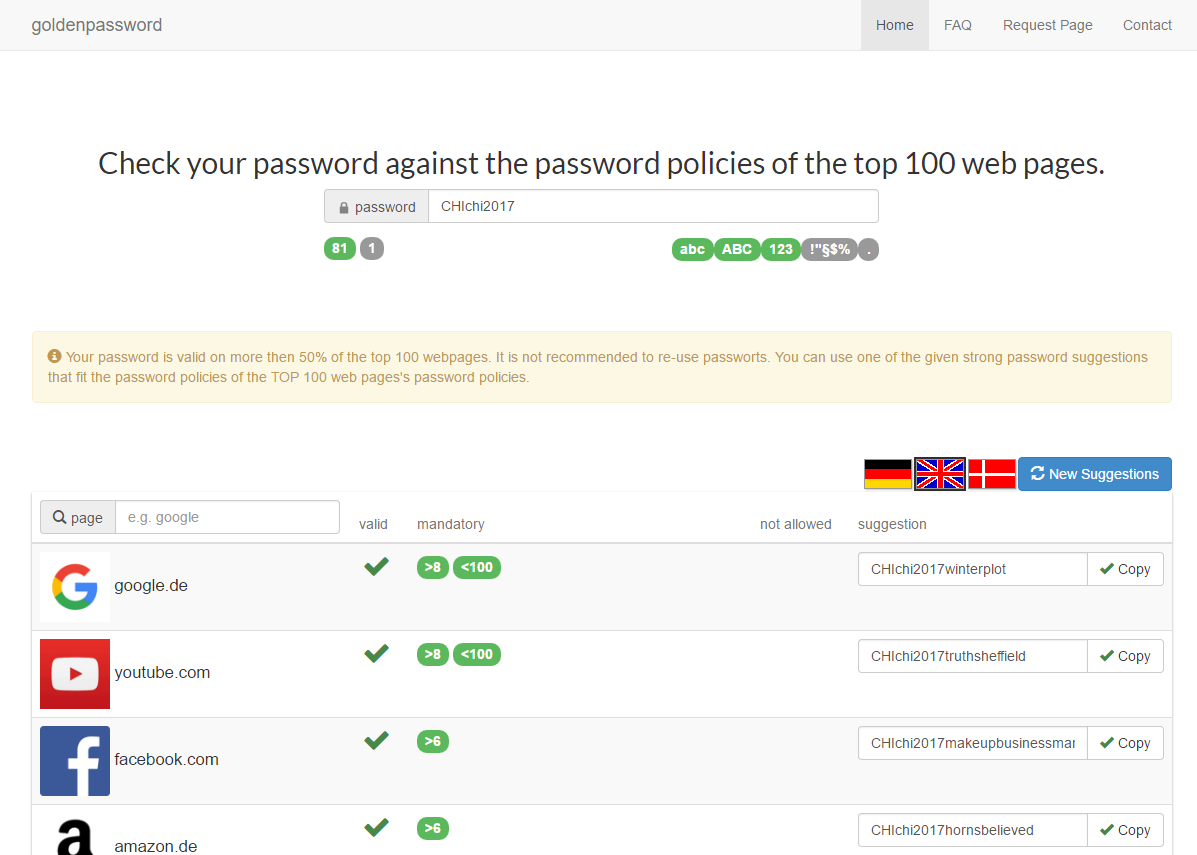 goldenpassword Home FAQ Request Page Contact
Check your password against the password policies of the top 100 web pages.
password CHIchi2017
81 1 abc ABC 123 !"§$% .
Your password is valid on more then 50% of the top 100 webpages. It is not recommended to re-use passworts. You can use one of the given strong password suggestions
that fit the password policies of the TOP 100 web pages's password policies.
New Suggestions
page e.g. google valid mandatory not allowed suggestion
google.de >8 <100 CHIchi2017winterplot Copy
youtube.com >8 <100 CHIchi2017truthsheffield Copy
facebook.com >6 CHIchi2017makeupbusinessmar Copy
amazon.de >6 CHIchi2017hornsbelieved Copy